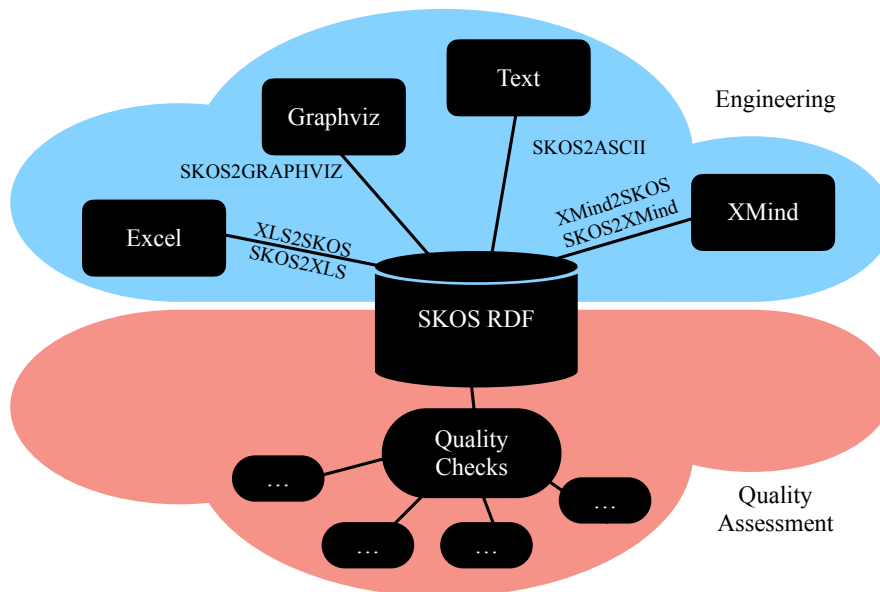 Text
Engineering
Graphviz
SKOS2ASCII
SKOS2GRAPHVIZ
XMind2SKOS
SKOS2XMind
XMind
Excel
XLS2SKOS
SKOS2XLS
SKOS RDF
Quality
Checks
…
…
…
…
Quality
Assessment